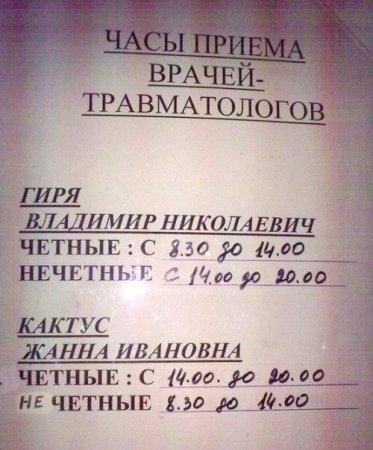 ЧАСЫ ПРИЕМА
ВРАЧЕЙ-
ТРАВМАТОЛОГОВ
ГИРЯ
ВЛАДИМИР НИКОЛАЕВИЧ
ЧЕТНЫЕ : С 8.30 до 14.00
НЕЧЕТНЫЕ С 14.00 до 20.00
КАКТУС
ЖАННА ИВАНОВНА
ЧЕТНЫЕ : С 14.00. до 20.00
НЕ ЧЕТНЫЕ 8.30 до 14.00